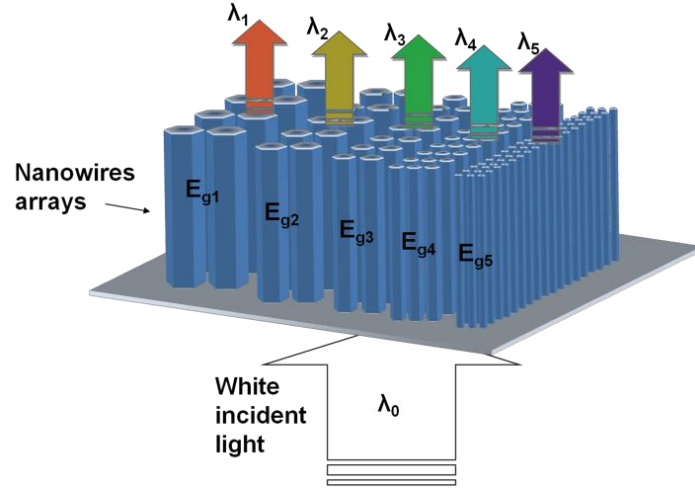 λ1
λ2
λ3
λ4
λ5
Nanowires
arrays
Eg1
Eg2
Eg3
Eg4
Eg5
White
incident
light
λ0